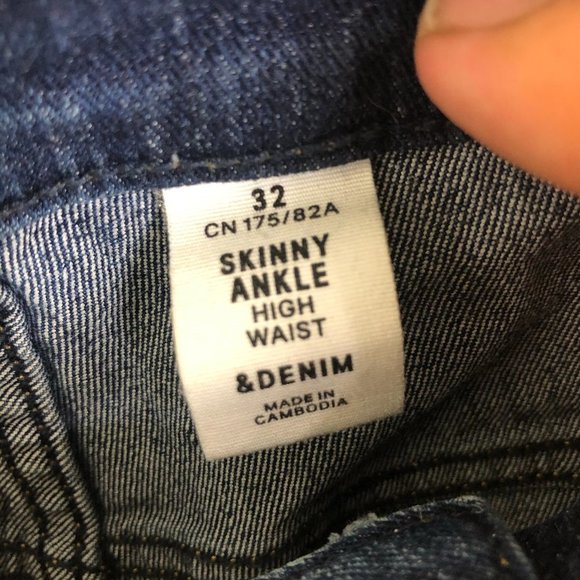 32
CN 175/82A
SKINNY
ANKLE
HIGH
WAIST
&DENIM
MADE IN
CAMBODIA